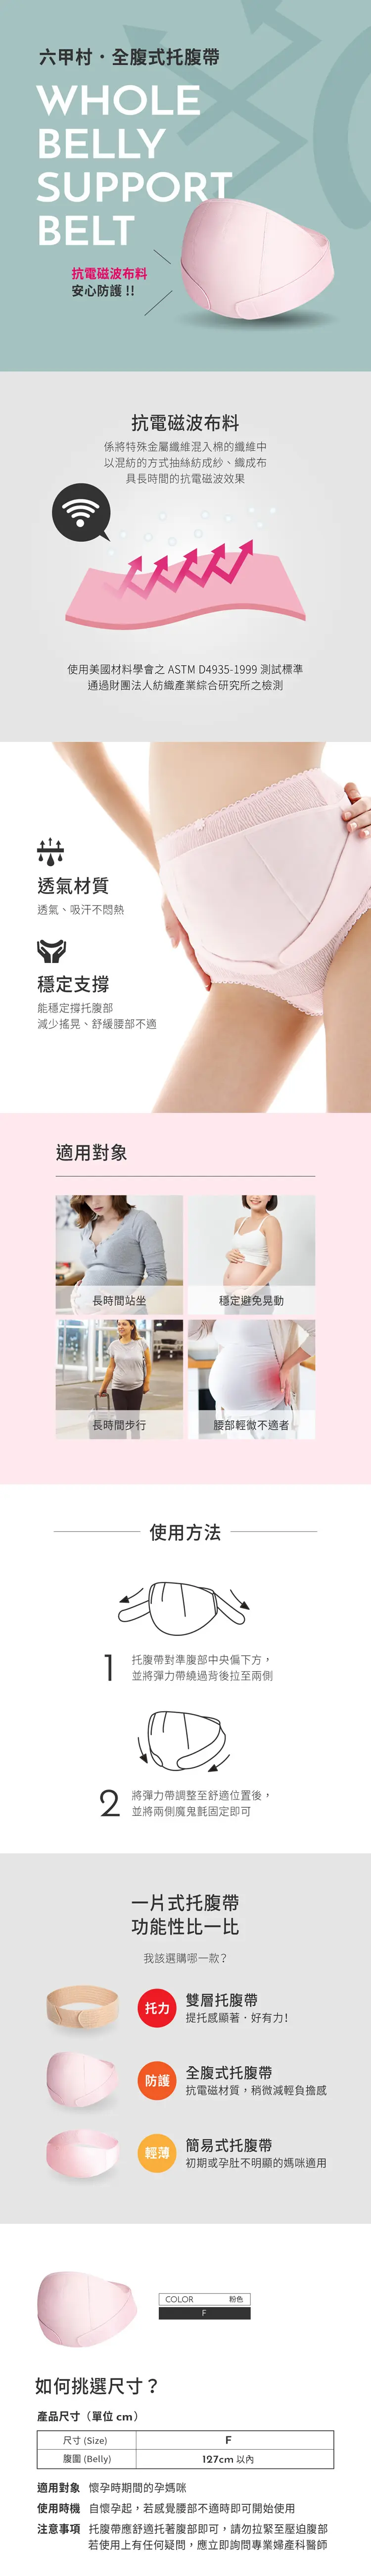 六甲村・全腹式托腹帶
WHOLE
BELLY
SUPPORT
BELT
抗電磁波布料
安心防護 !!
抗電磁波布料
係將特殊金屬纖維混入棉的纖維中
以混紡的方式抽絲紡成紗、織成布
具長時間的抗電磁波效果
使用美國材料學會之 ASTM D4935-1999 測試標準
通過財團法人紡織產業綜合研究所之檢測
透氣材質
透氣、吸汗不悶熱
穩定支撐
能穩定撐托腹部
減少搖晃、舒緩腰部不適
適用對象
長時間站坐
穩定避免晃動
長時間步行
腰部輕微不適者
使用方法
1
托腹帶對準腹部中央偏下方，
並將彈力帶繞過背後拉至兩側
2
將彈力帶調整至舒適位置後，
並將兩側魔鬼氈固定即可
一片式托腹帶
功能性比一比
我該選購哪一款？
托力
雙層托腹帶
提托感顯著．好有力！
防護
全腹式托腹帶
抗電磁材質，稍微減輕負擔感
輕薄
簡易式托腹帶
初期或孕肚不明顯的媽咪適用
COLOR 粉色
F
如何挑選尺寸？
產品尺寸（單位 cm）
尺寸 (Size) F
腹圍 (Belly) 127cm 以內
適用對象 懷孕時期間的孕媽咪
使用時機 自懷孕起，若感覺腰部不適時即可開始使用
注意事項 托腹帶應舒適托著腹部即可，請勿拉緊至壓迫腹部
若使用上有任何疑問，應立即詢問專業婦產科醫師